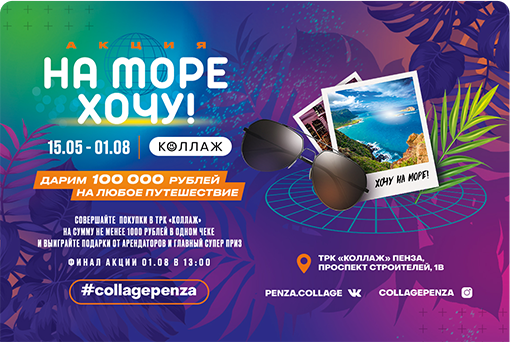 АКЦИЯ
НА МОРЕ
ХОЧУ!
15.05 - 01.08 КОЛЛАЖ
ДАРИМ 100 000 РУБЛЕЙ
НА ЛЮБОЕ ПУТЕШЕСТВИЕ
СОВЕРШАЙТЕ ПОКУПКИ В ТРК «КОЛЛАЖ»
НА СУММУ НЕ МЕНЕЕ 1000 РУБЛЕЙ В ОДНОМ ЧЕКЕ
И ВЫИГРАЙТЕ ПОДАРКИ ОТ АРЕНДАТОРОВ И ГЛАВНЫЙ СУПЕР ПРИЗ
ФИНАЛ АКЦИИ 01.08 В 13:00
#collagepenza
ХОЧУ НА МОРЕ!
ТРК «КОЛЛАЖ» ПЕНЗА,
ПРОСПЕКТ СТРОИТЕЛЕЙ, 1В
PENZA.COLLAGE COLLAGEPENZA